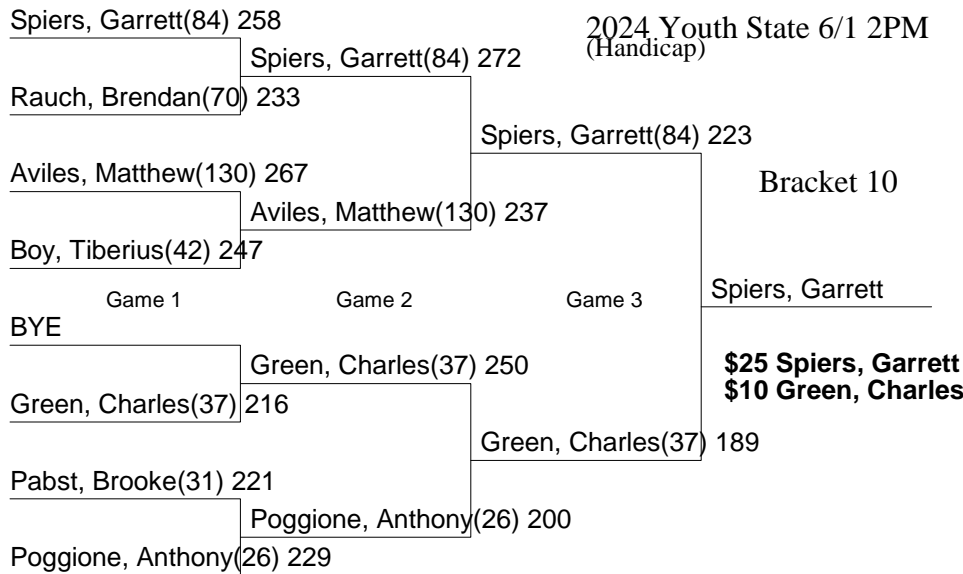 Spiers, Garrett(84) 258
2024 Youth State 6/1 2PM
(Handicap)
Spiers, Garrett(84) 272
Rauch, Brendan(70) 233
Spiers, Garrett(84) 223
Aviles, Matthew(130) 267
Bracket 10
Aviles, Matthew(130) 237
Boy, Tiberius(42) 247
Game 1
Game 2
Game 3
Spiers, Garrett
BYE
Green, Charles(37) 250
$25 Spiers, Garrett
$10 Green, Charles
Green, Charles(37) 216
Green, Charles(37) 189
Pabst, Brooke(31) 221
Poggione, Anthony(26) 200
Poggione, Anthony(26) 229